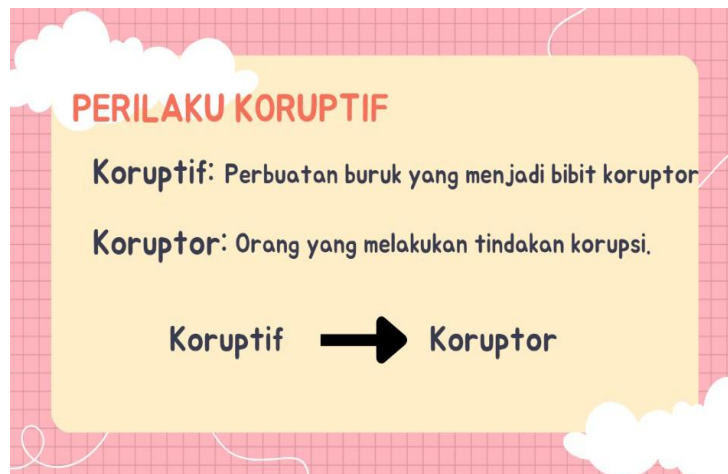 PERILAKU KORUPTIF
Koruptif: Perbuatan buruk yang menjadi bibit koruptor
Koruptor: Orang yang melakukan tindakan korupsi.
Koruptif Koruptor